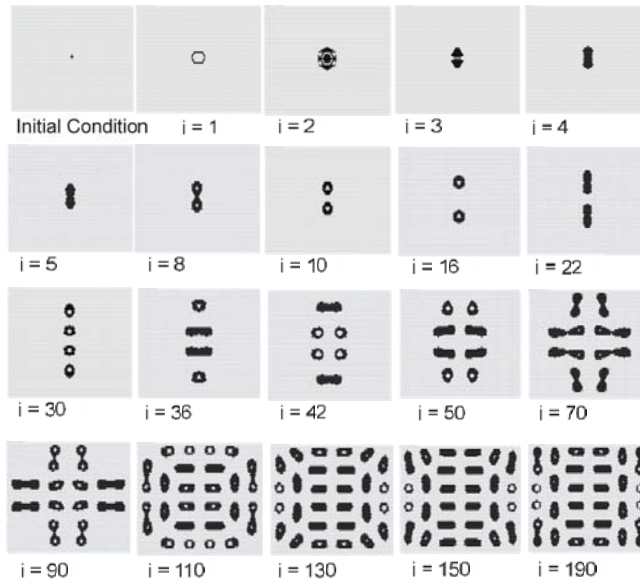 Initial Condition i = 1 i = 2 i = 3 i = 4
i = 5 i = 8 i = 10 i = 16 i = 22
i = 30 i = 36 i = 42 i = 50 i = 70
i = 90 i = 110 i = 130 i = 150 i = 190